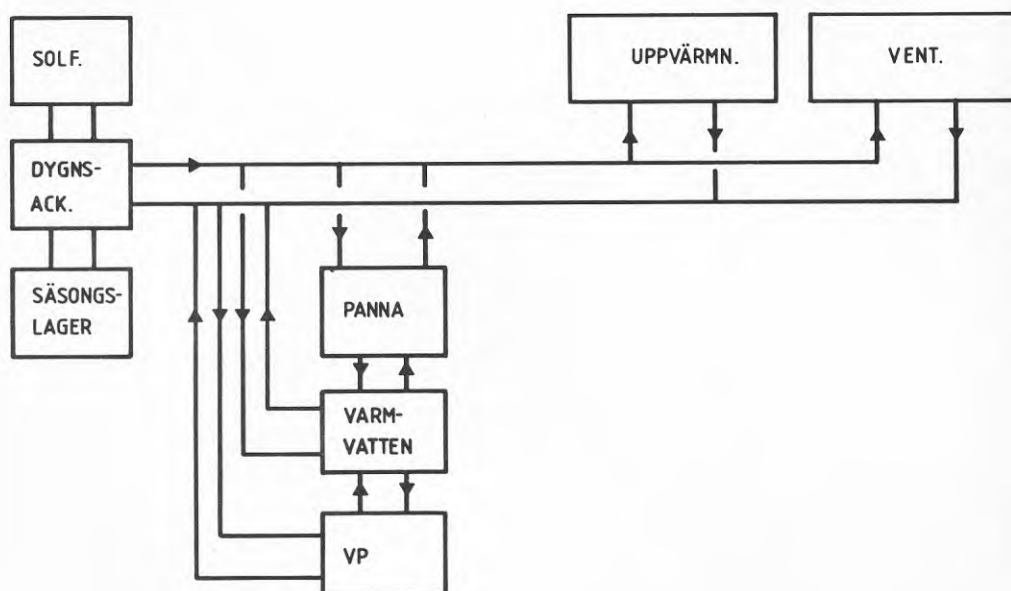 SOLF.
UPPVÄRMN.
VENT.
DYGNS-
ACK.
SÄSONGS-
LAGER
PANNA
VARM-
VATTEN
VP